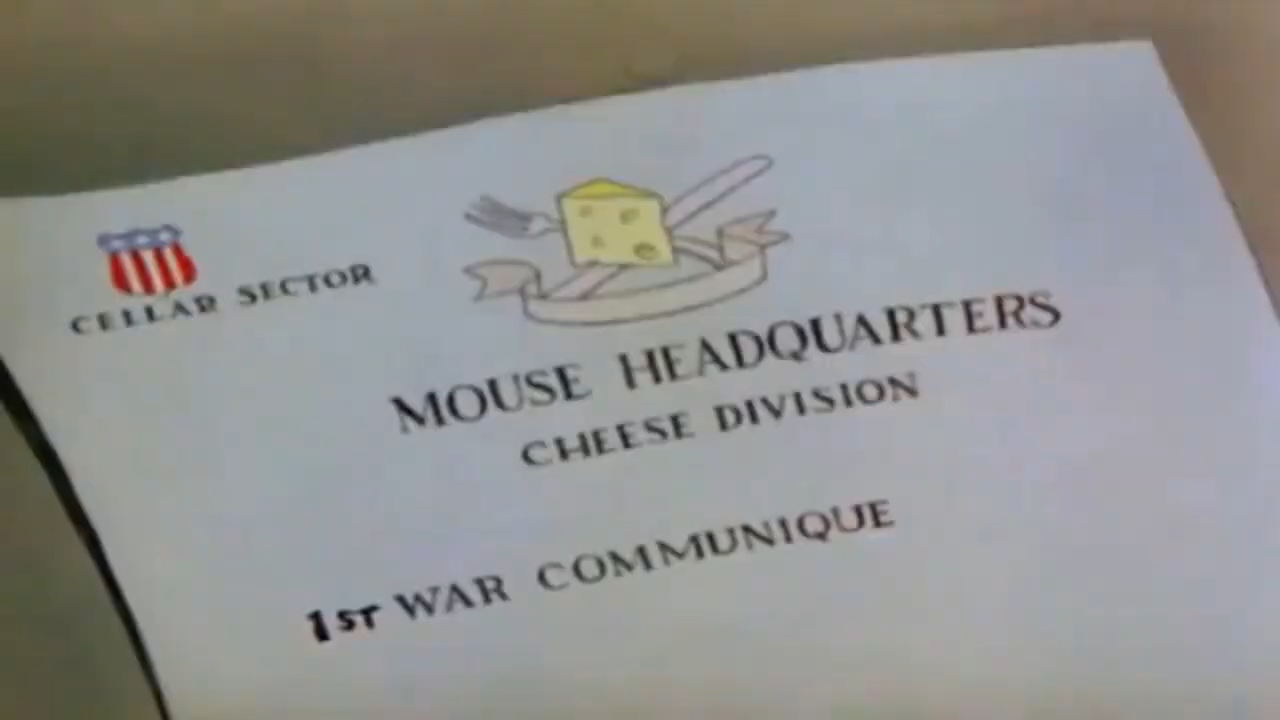 CELLAR SECTOR
MOUSE HEADQUARTERS
CHEESE DIVISION
1ST WAR COMMUNIQUE